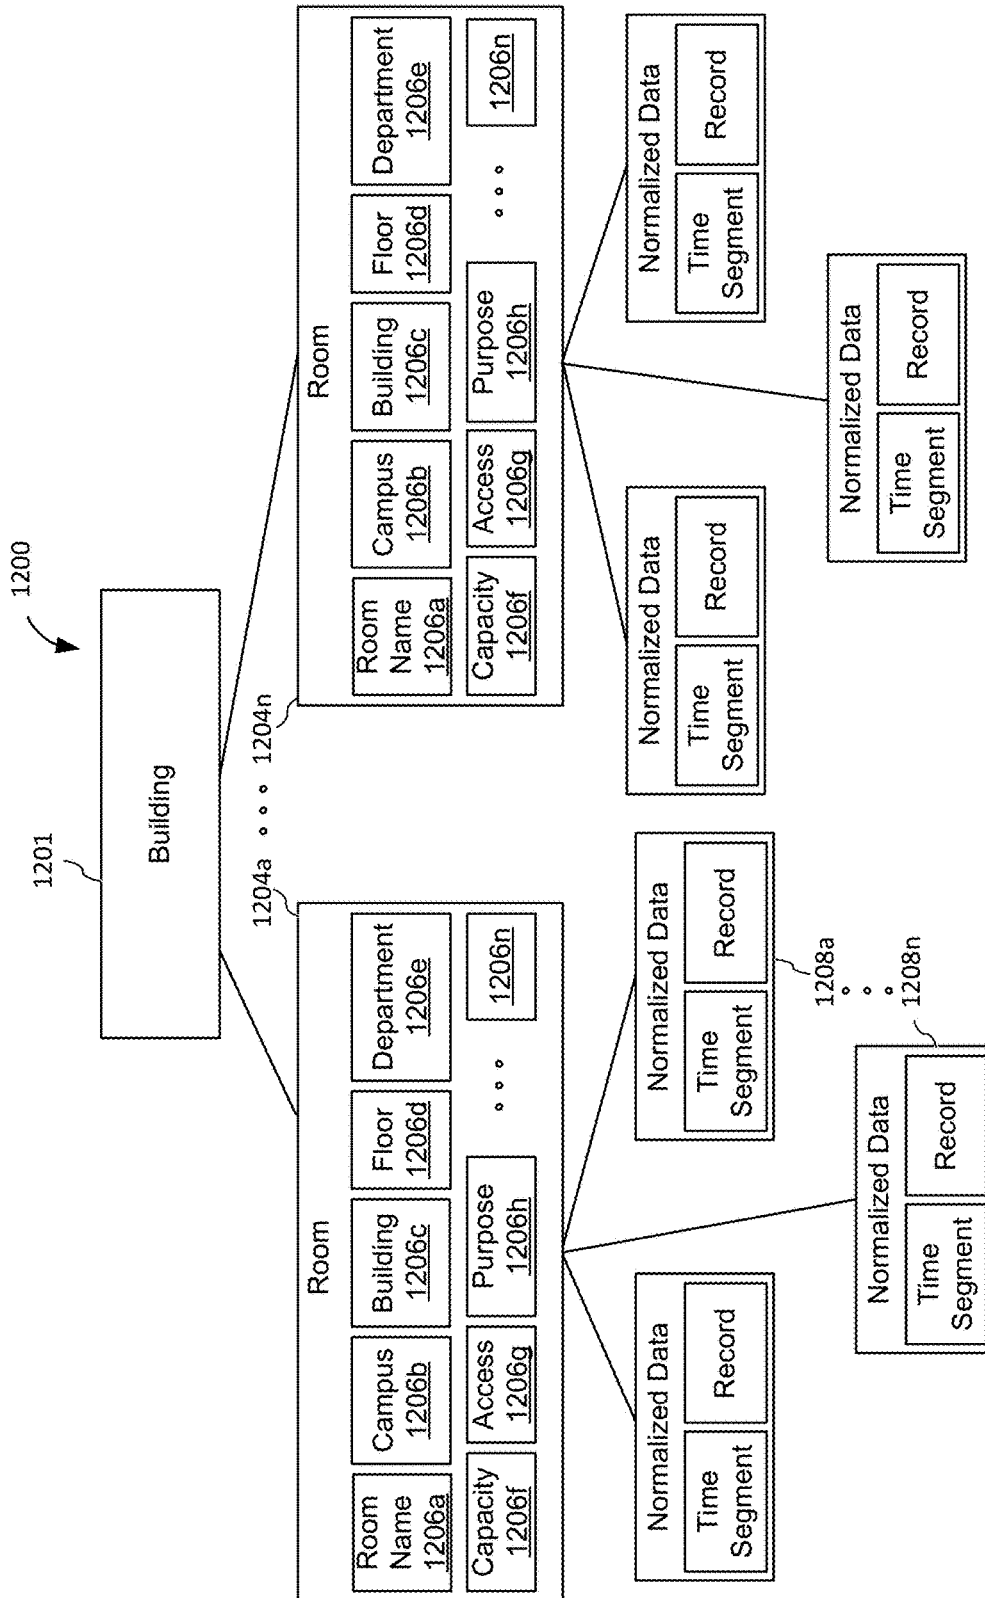 1200
1201
Building
1204a
1204n
Room
Room
Name
1206a
Campus
1206b
Building
1206c
Floor
1206d
Department
1206e
Capacity
1206f
Access
1206g
Purpose
1206h
1206n
Room
Room
Name
1206a
Campus
1206b
Building
1206c
Floor
1206d
Department
1206e
Capacity
1206f
Access
1206g
Purpose
1206h
1206n
Normalized Data
Time
Segment
Record
Normalized Data
Time
Segment
Record
1208a
1208n
Normalized Data
Time
Segment
Record
Normalized Data
Time
Segment
Record
Normalized Data
Time
Segment
Record
Normalized Data
Time
Segment
Record